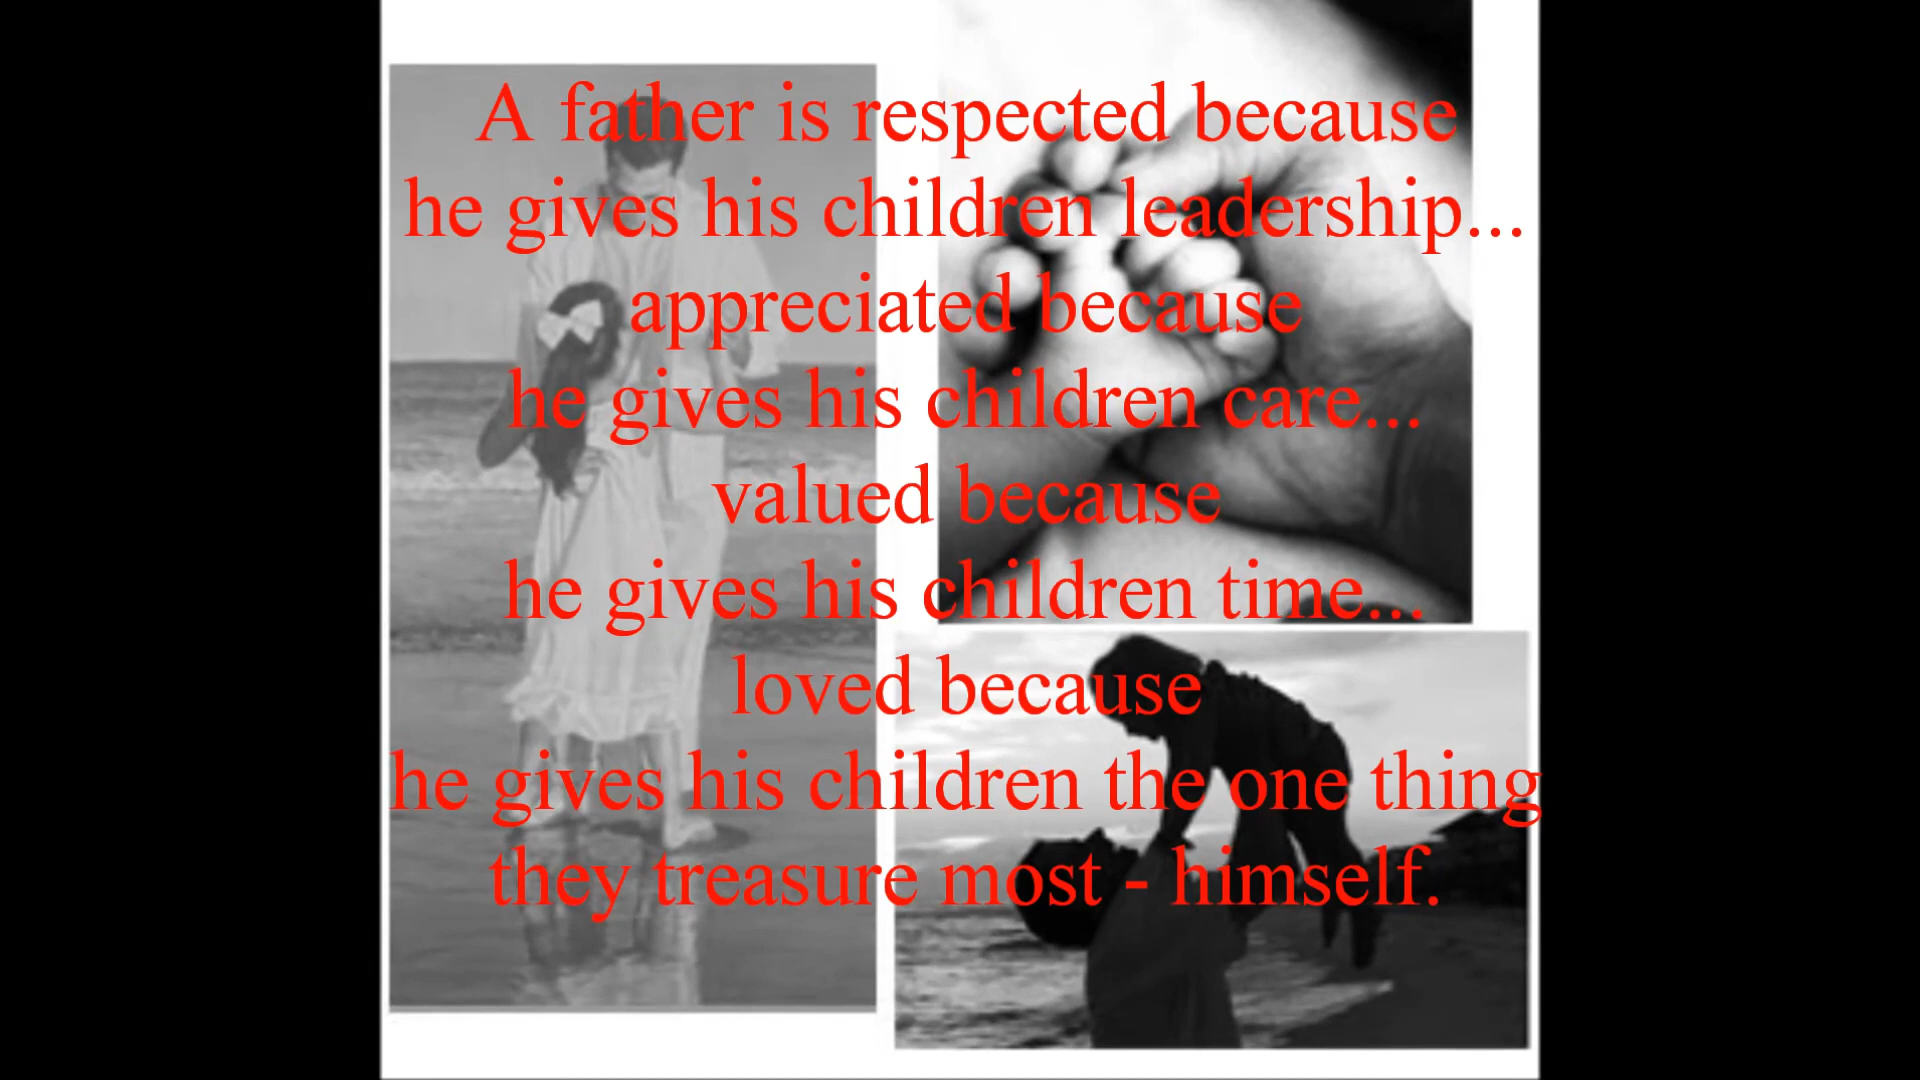 A father is respected because
he gives his children leadership...
appreciated because
he gives his children care...
valued because
he gives his children time...
loved because
he gives his children the one thing
they treasure most - himself.